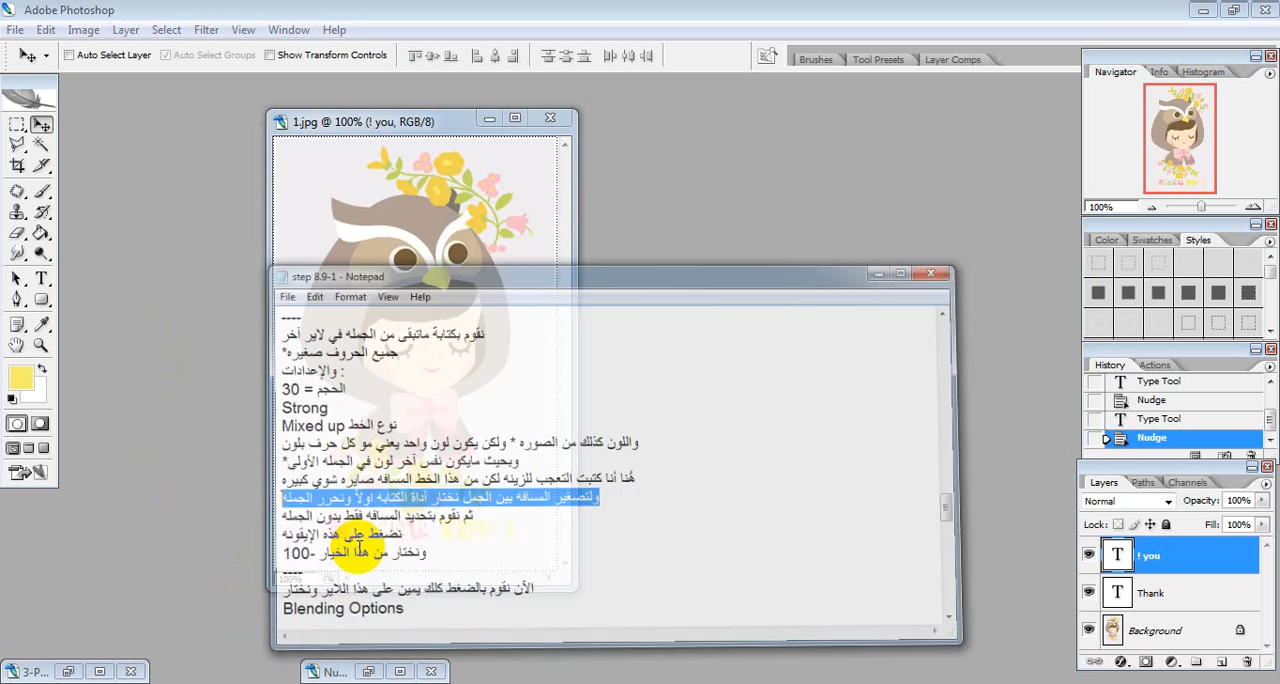 Adobe Photoshop
File Edit Image Layer Select Filter View Window Help
Auto Select Layer Auto Select Groups Show Transform Controls
Brushes Tool Presets Layer Comps
Navigator Info Histogram
100%
Color Swatches Styles
History Actions
Type Tool
Nudge
Type Tool
Nudge
Layers Paths Channels
Normal Opacity: 100%
Lock: Fill: 100%
! you
Thank
Background
1.jpg @ 100% (! you, RGB/8)
step 8.9-1 - Notepad
File Edit Format View Help
----
نقوم بكتابة ماتبقى من الجمله في لاير آخر
جميع الحروف صغيره*
والإعدادات :
الحجم = 30
Strong
Mixed up نوع الخط
واللون كذلك من الصوره * ولكن يكون لون واحد يعني مو كل حرف بلون
وبحيث مايكون نفس آخر لون في الجمله الأولى*
هُنا أنا كتبت التعجب للزينه لكن من هذا الخط المسافه صايره شوي كبيره
ولتصغير المسافه بين الجمل نختار أداة الكتابه اولاً ونحرر الجمله
ثم نقوم بتحديد المسافه فقط بدون الجمله
نضغط على هذه الإيقونه
ونختار من هذا الخيار -100
----
الآن نقوم بالضغط كلك يمين على هذا اللاير ونختار
Blending Options
100%
3-P...
Nu...